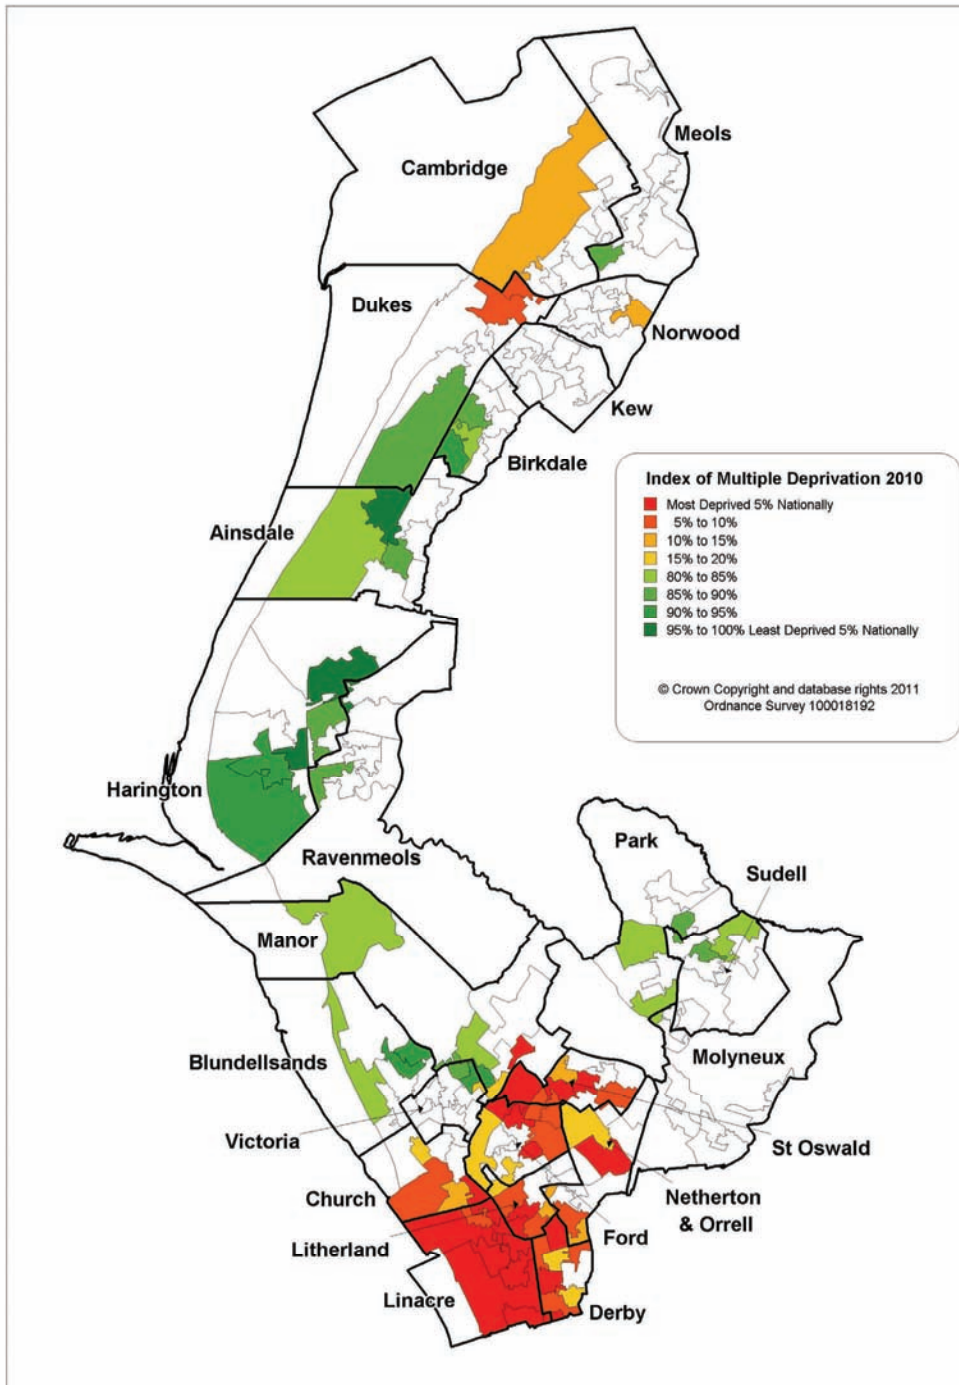 Meols
Cambridge
Dukes
Norwood
Kew
Birkdale
Index of Multiple Deprivation 2010
Most Deprived 5% Nationally
5% to 10%
10% to 15%
15% to 20%
80% to 85%
85% to 90%
90% to 95%
95% to 100% Least Deprived 5% Nationally
© Crown Copyright and database rights 2011
Ordnance Survey 100018192
Ainsdale
Harington
Ravenmeols
Park
Sudell
Manor
Blundellsands
Molyneux
Victoria
St Oswald
Church
Netherton
& Orrell
Ford
Litherland
Linacre
Derby